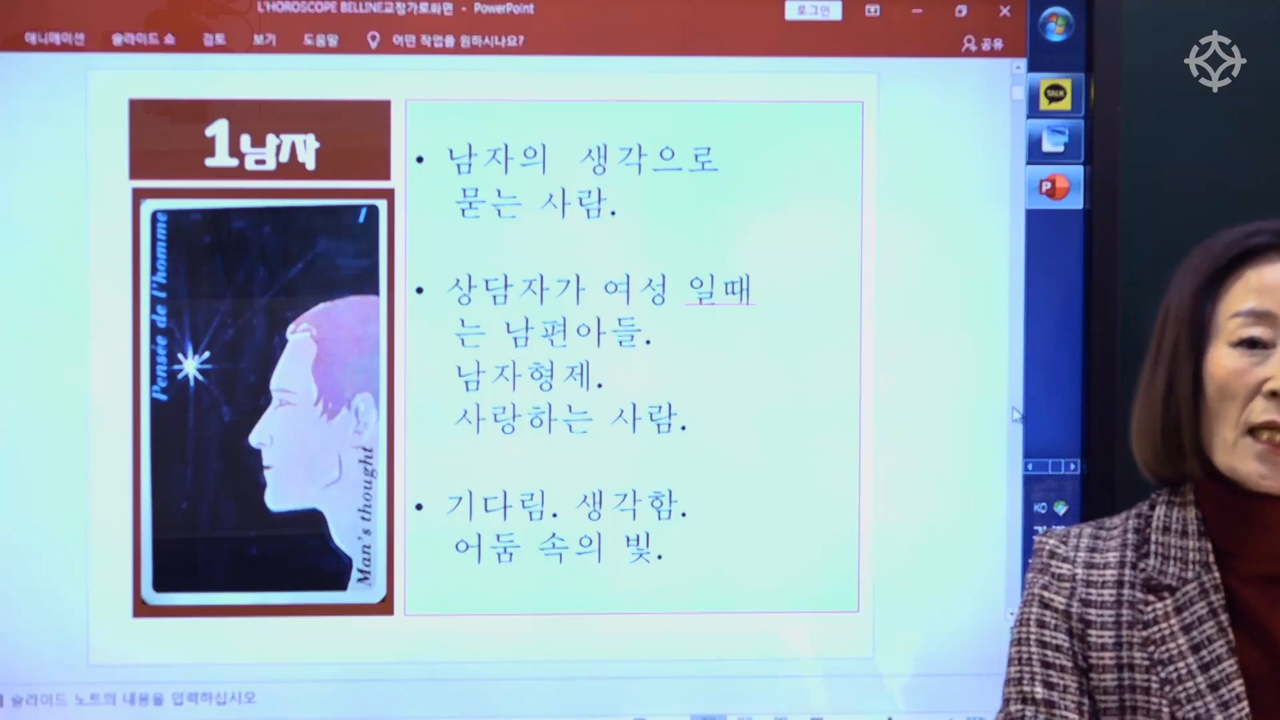 L'HOROSCOPE BELLINE교정가로화면 - PowerPoint
로그인
애니메이션 슬라이드 쇼 검토 보기 도움말 어떤 작업을 원하시나요?
공유
TALK
P
1남자
I
Pensée de l'homme
Man's thought
• 남자의 생각으로
묻는 사람.
• 상담자가 여성 일때
는 남편아들.
남자형제.
사랑하는 사람.
• 기다림. 생각함.
어둠 속의 빛.
KO
슬라이드 노트의 내용을 입력하십시오